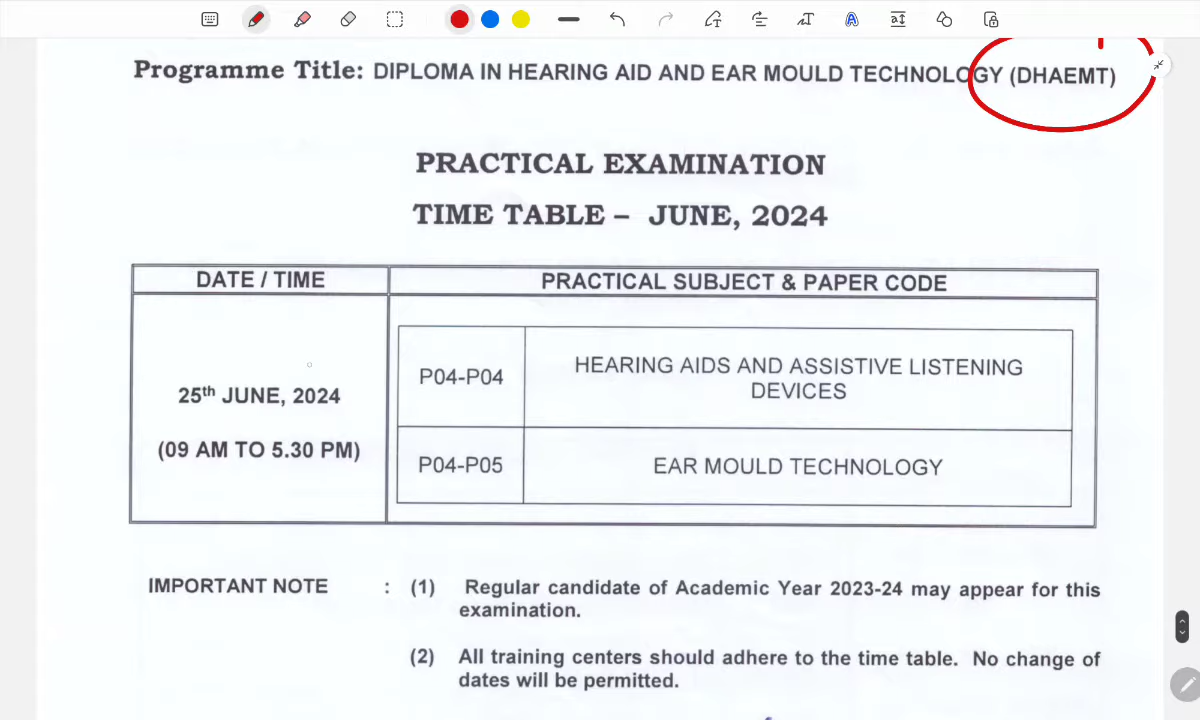 Programme Title: DIPLOMA IN HEARING AID AND EAR MOULD TECHNOLOGY (DHAEMT)
PRACTICAL EXAMINATION
TIME TABLE – JUNE, 2024
DATE / TIME
PRACTICAL SUBJECT & PAPER CODE
25th JUNE, 2024
(09 AM TO 5.30 PM)
P04-P04
HEARING AIDS AND ASSISTIVE LISTENING
DEVICES
P04-P05
EAR MOULD TECHNOLOGY
IMPORTANT NOTE : (1) Regular candidate of Academic Year 2023-24 may appear for this
examination.
(2) All training centers should adhere to the time table. No change of
dates will be permitted.